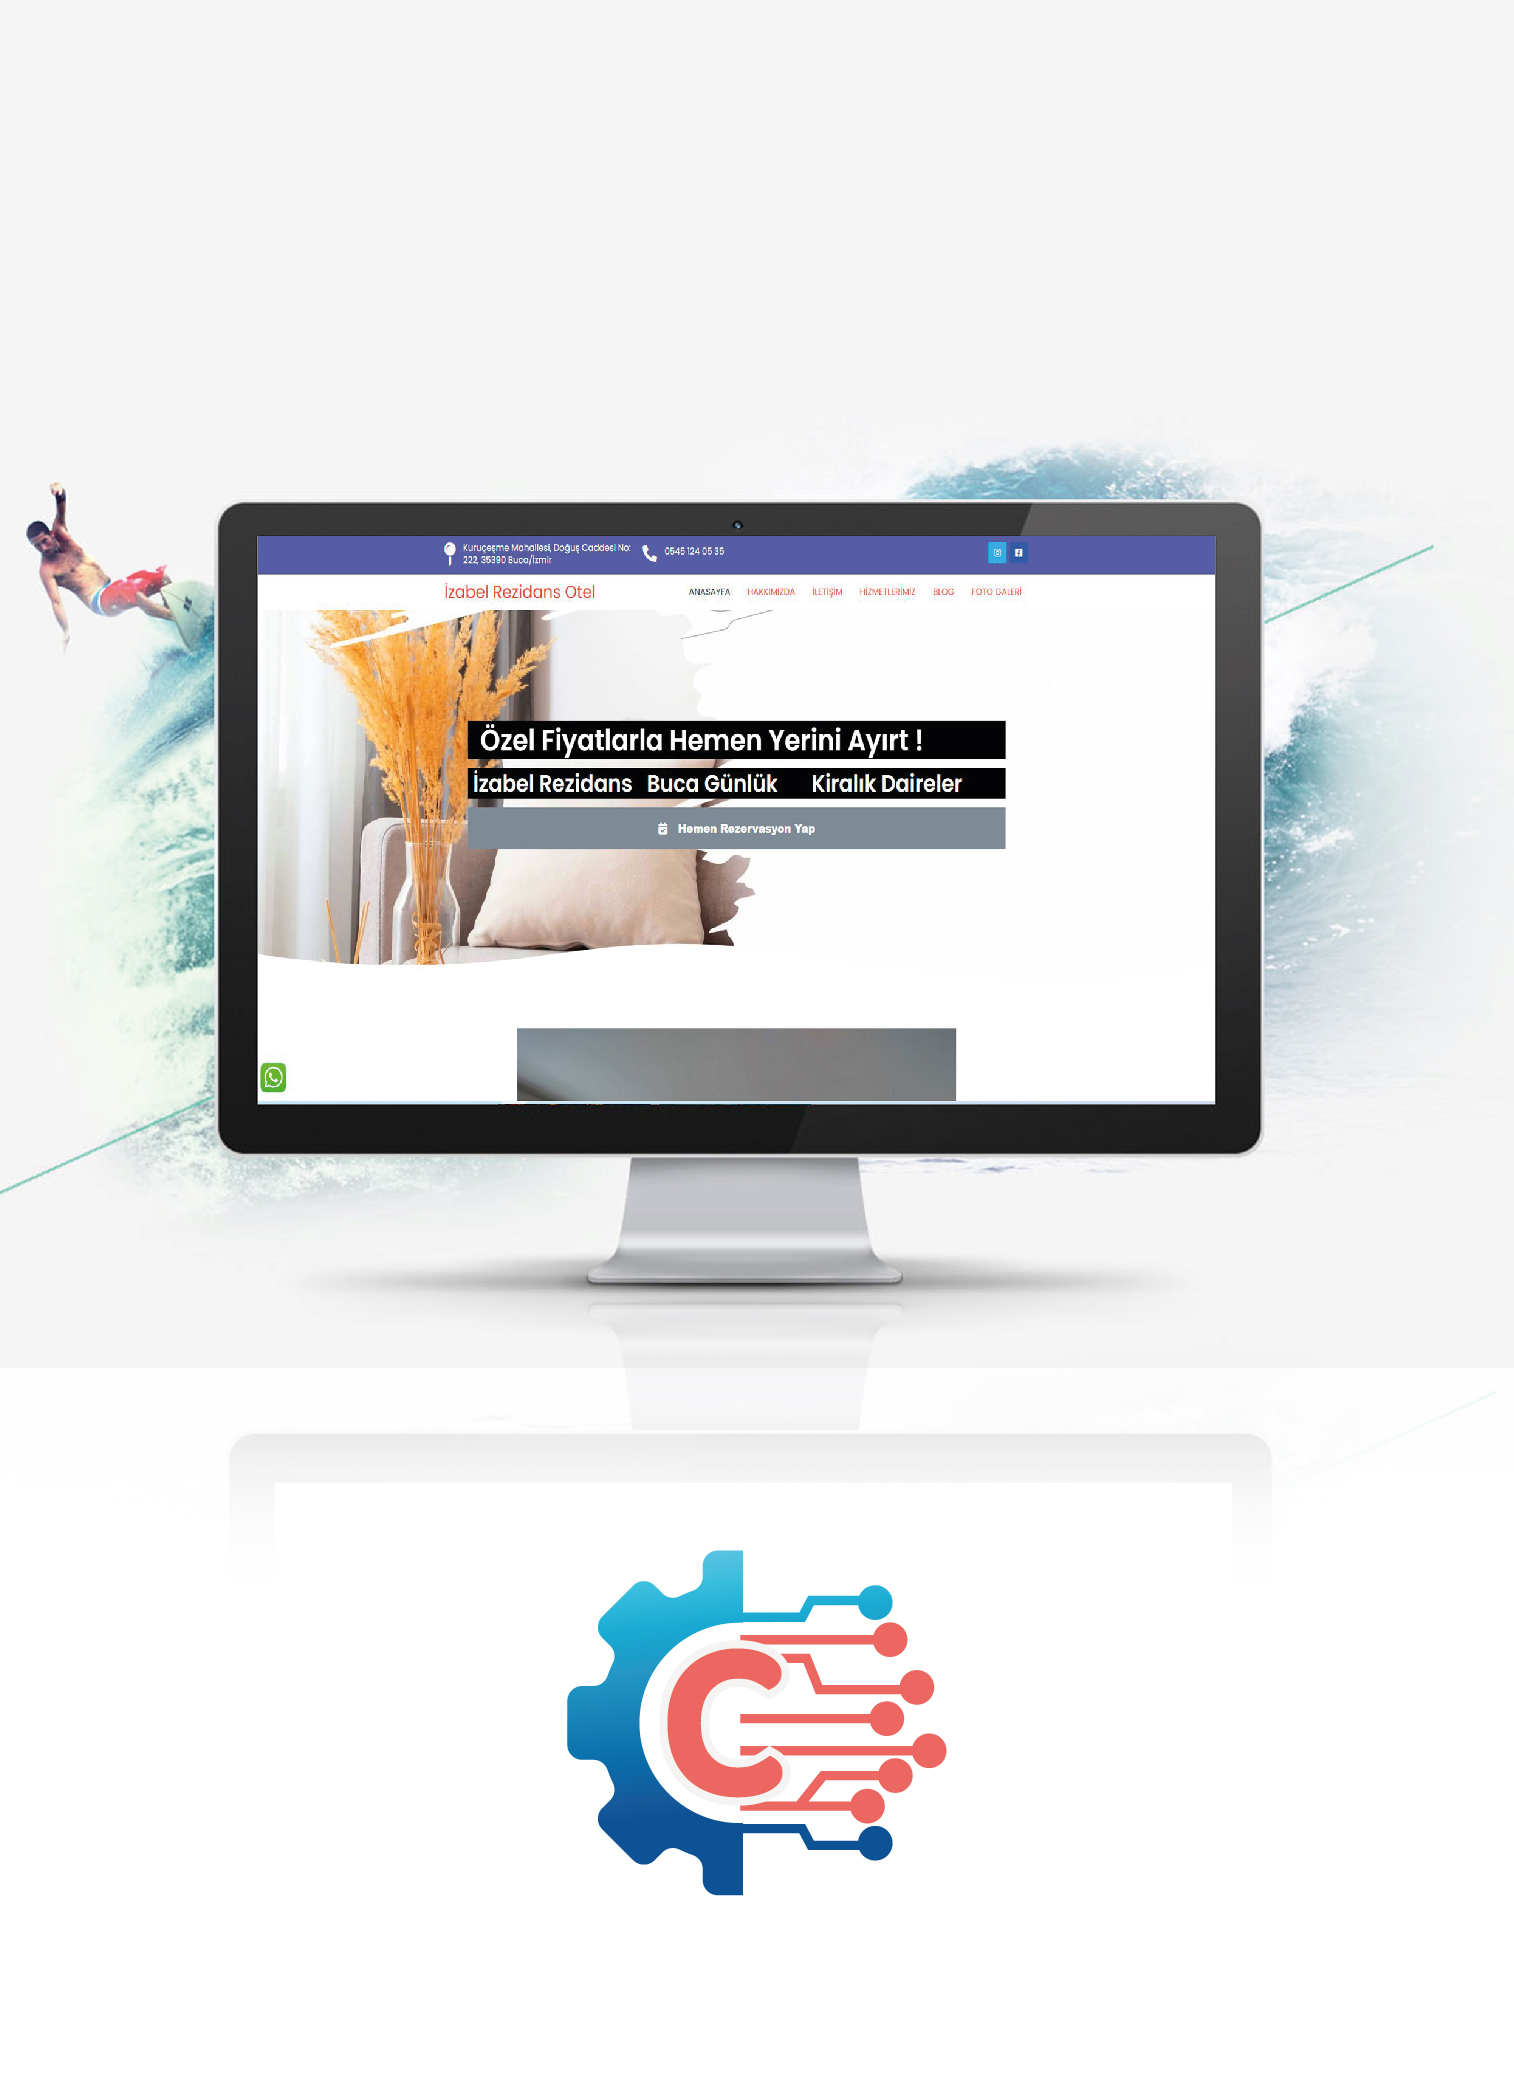 Kuruçeşme Mahallesi, Doğuş Caddesi No:
222, 35390 Buca/İzmir
0545 124 05 35
İzabel Rezidans Otel
ANASAYFA HAKKIMIZDA İLETİŞİM HİZMETLERİMİZ BLOG FOTO GALERİ
Özel Fiyatlarla Hemen Yerini Ayırt !
İzabel Rezidans Buca Günlük Kiralık Daireler
Hemen Rezervasyon Yap
C